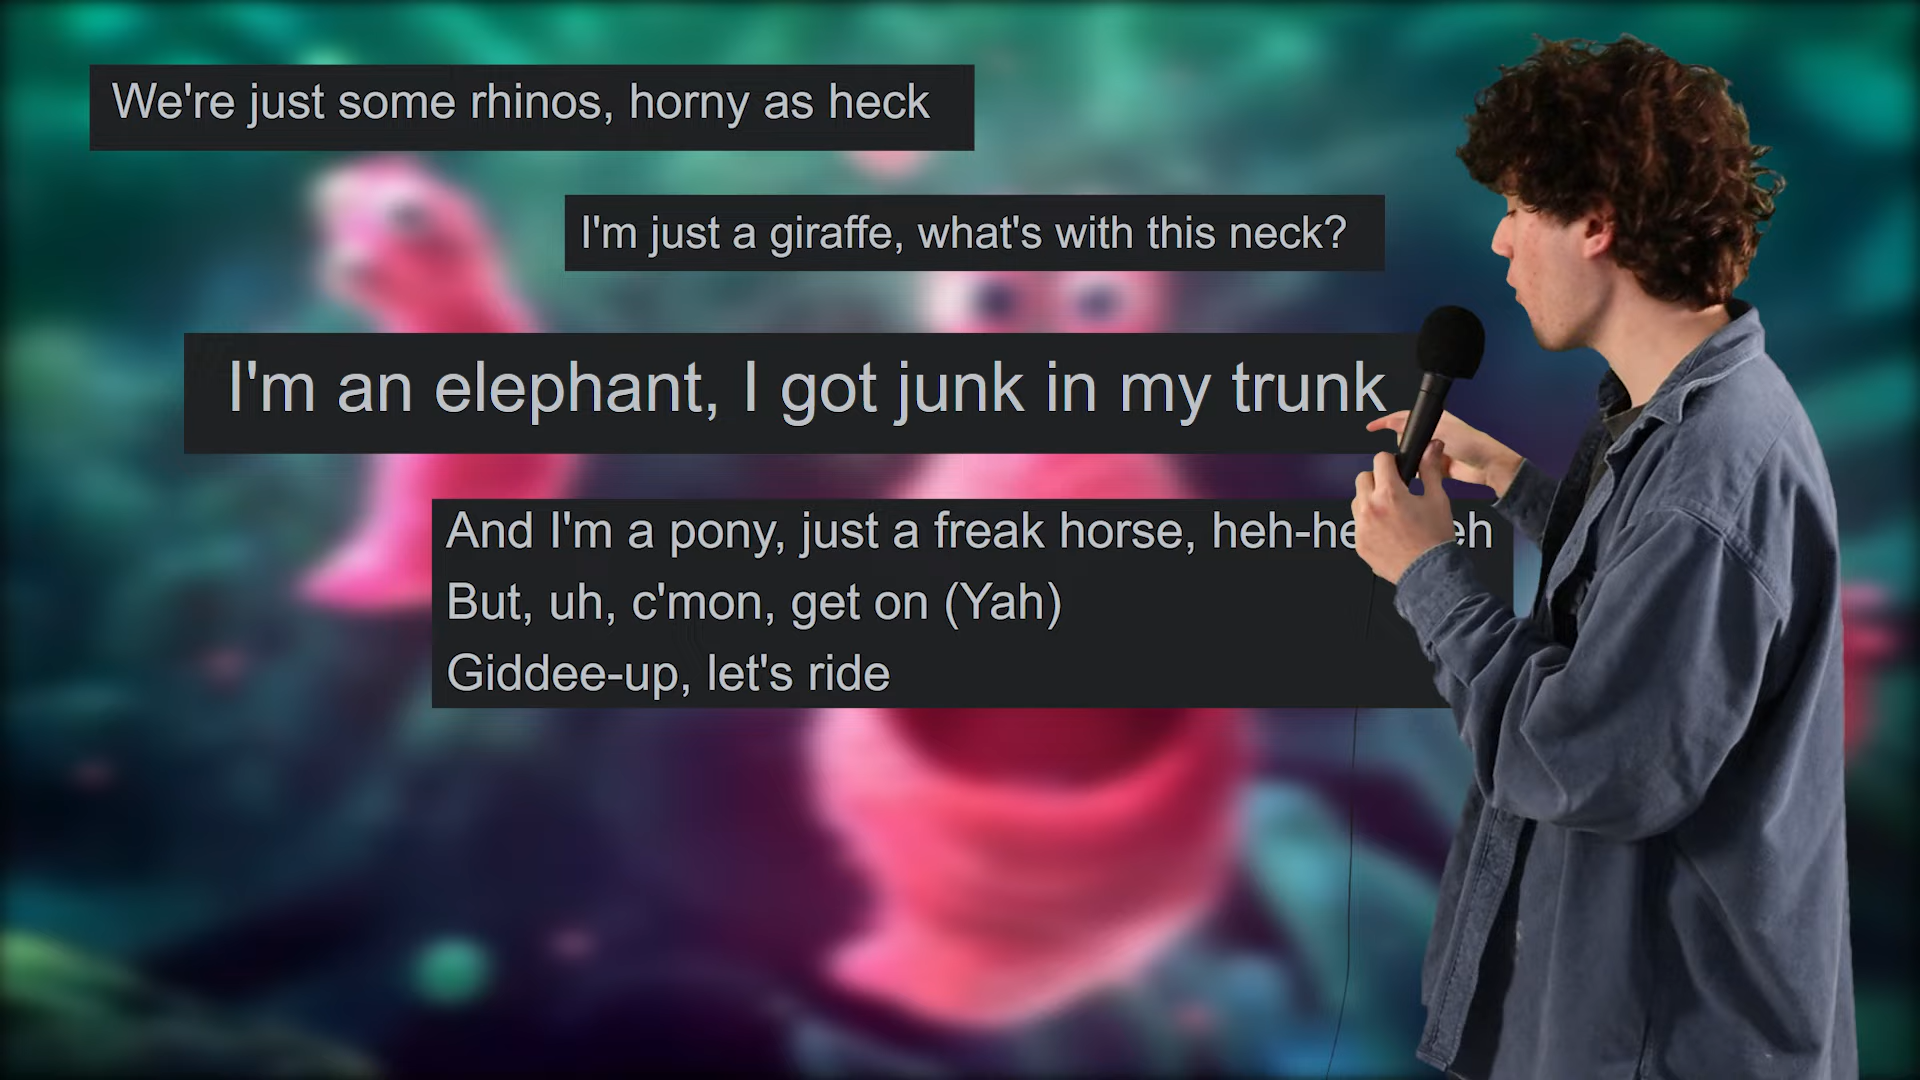 We're just some rhinos, horny as heck
I'm just a giraffe, what's with this neck?
I'm an elephant, I got junk in my trunk
And I'm a pony, just a freak horse,
But, uh, c'mon, get on (Yah)
Giddee-up, let's ride